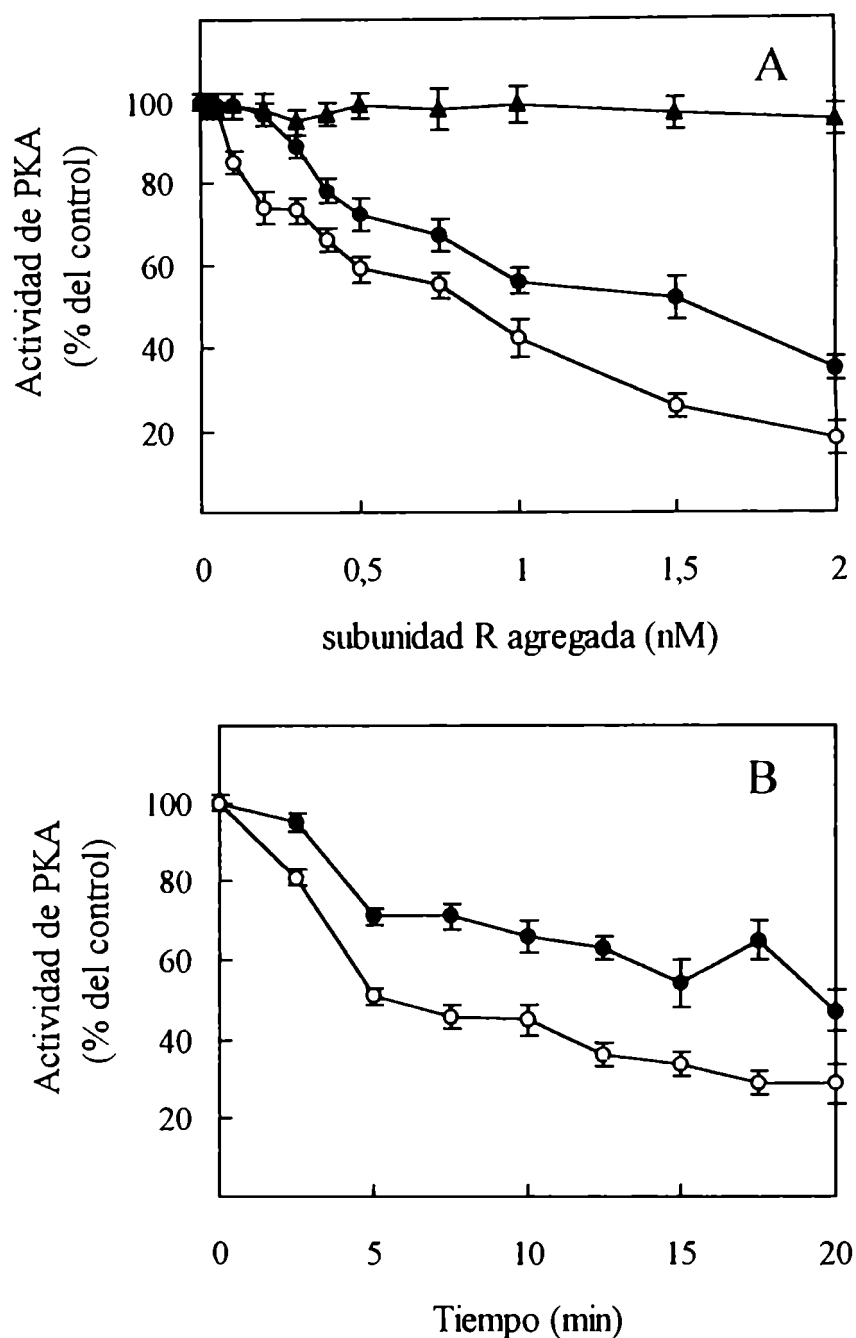 A
100
80
60
40
20
Actividad de PKA
(% del control)
0 0,5 1 1,5 2
subunidad R agregada (nM)
B
100
80
60
40
20
Actividad de PKA
(% del control)
0 5 10 15 20
Tiempo (min)